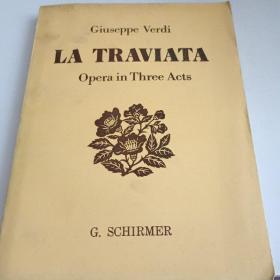 Giuseppe Verdi
LA TRAVIATA
Opera in Three Acts
G. SCHIRMER